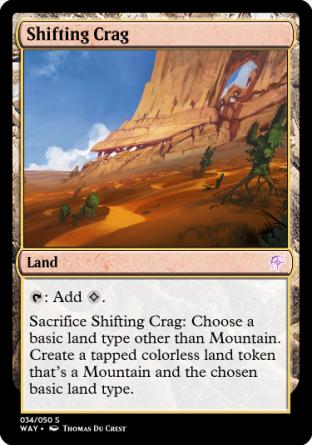 Shifting Crag
Land
: Add .
Sacrifice Shifting Crag: Choose a
basic land type other than Mountain.
Create a tapped colorless land token
that's a Mountain and the chosen
basic land type.
034/050 S
WAY • Thomas Du Crest